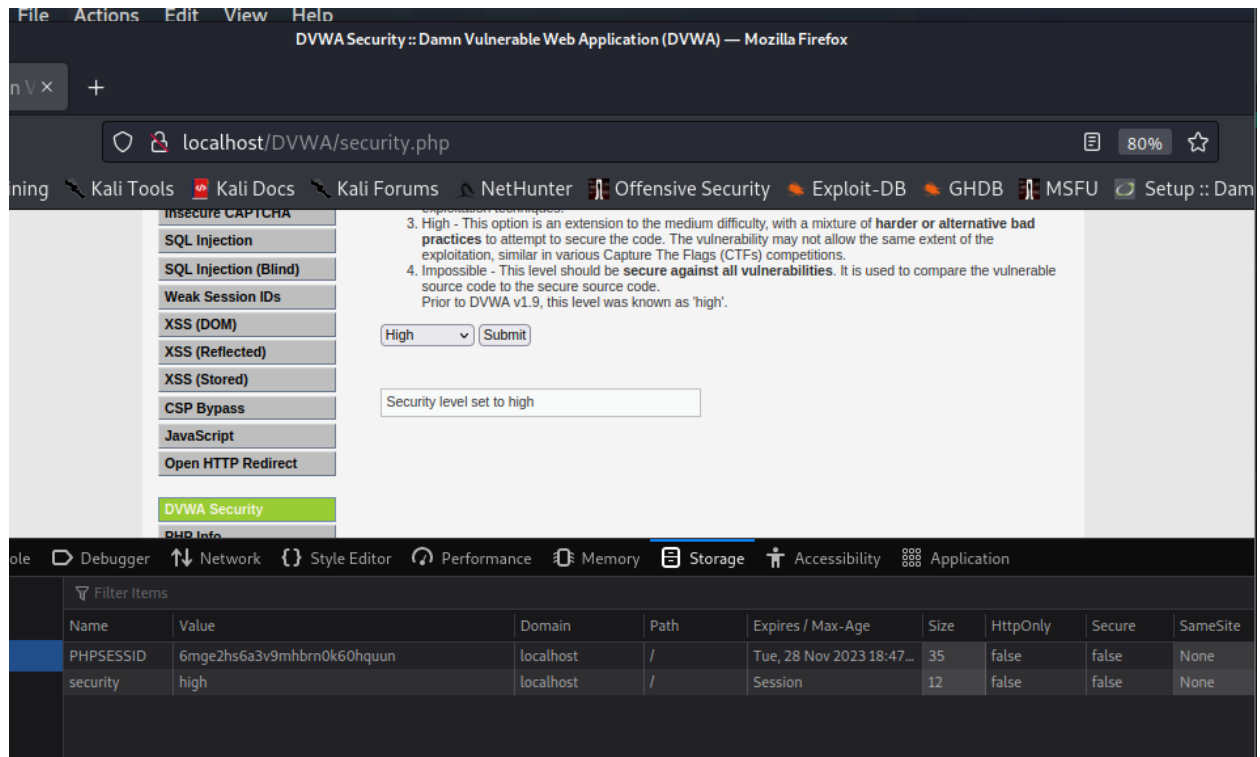 File Actions Edit View Help
DVWA Security :: Damn Vulnerable Web Application (DVWA) — Mozilla Firefox
n V × +
localhost/DVWA/security.php 80%
ining Kali Tools Kali Docs Kali Forums NetHunter Offensive Security Exploit-DB GHDB MSFU Setup :: Dam
Insecure CAPTCHA
SQL Injection
SQL Injection (Blind)
Weak Session IDs
XSS (DOM)
XSS (Reflected)
XSS (Stored)
CSP Bypass
JavaScript
Open HTTP Redirect
DVWA Security
PHP Info
exploitation techniques.
3. High - This option is an extension to the medium difficulty, with a mixture of harder or alternative bad
practices to attempt to secure the code. The vulnerability may not allow the same extent of the
exploitation, similar in various Capture The Flags (CTFs) competitions.
4. Impossible - This level should be secure against all vulnerabilities. It is used to compare the vulnerable
source code to the secure source code.
Prior to DVWA v1.9, this level was known as 'high'.
High Submit
Security level set to high
ole Debugger Network {} Style Editor Performance Memory Storage Accessibility Application
Filter Items
Name Value Domain Path Expires / Max-Age Size HttpOnly Secure SameSite
PHPSESSID 6mge2hs6a3v9mhbrn0k60hquun localhost / Tue, 28 Nov 2023 18:47... 35 false false None
security high localhost / Session 12 false false None